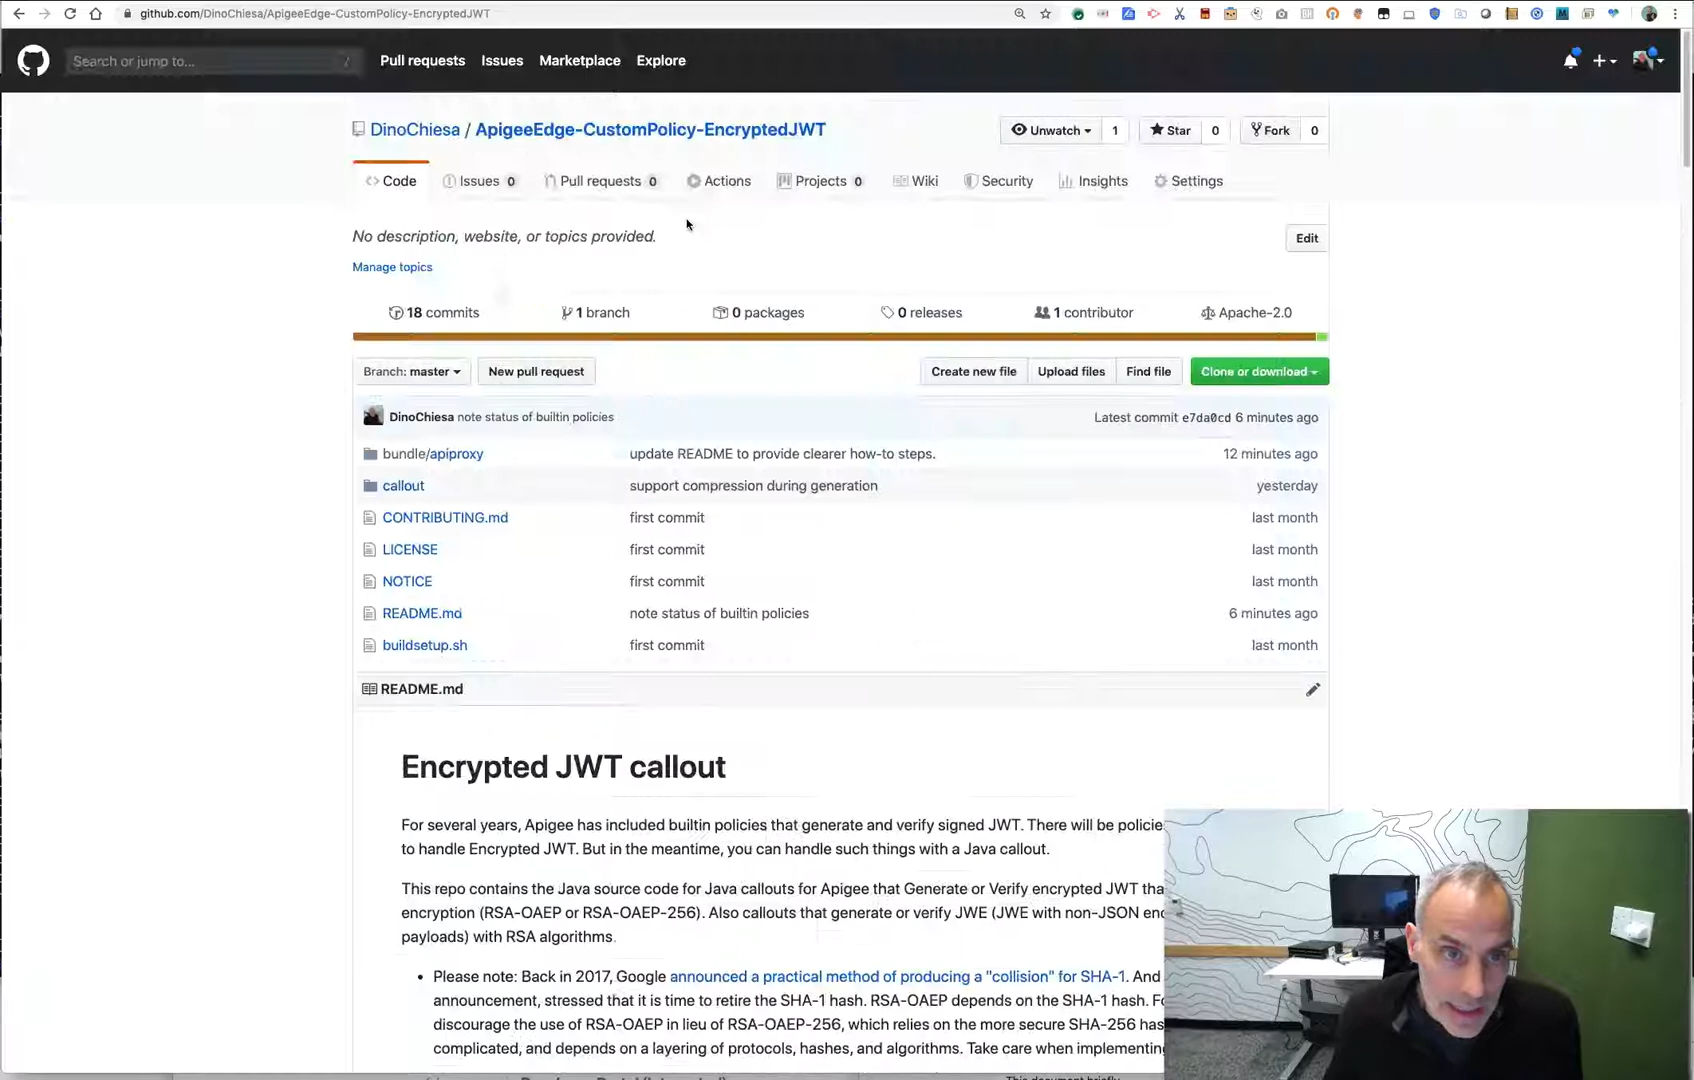 github.com/DinoChiesa/ApigeeEdge-CustomPolicy-EncryptedJWT
Search or jump to... /
Pull requests Issues Marketplace Explore
DinoChiesa / ApigeeEdge-CustomPolicy-EncryptedJWT
Unwatch 1 Star 0 Fork 0
Code Issues 0 Pull requests 0 Actions Projects 0 Wiki Security Insights Settings
No description, website, or topics provided.
Edit
Manage topics
18 commits 1 branch 0 packages 0 releases 1 contributor Apache-2.0
Branch: master New pull request Create new file Upload files Find file Clone or download
DinoChiesa note status of builtin policies Latest commit e7da0cd 6 minutes ago
bundle/apiproxy update README to provide clearer how-to steps. 12 minutes ago
callout support compression during generation yesterday
CONTRIBUTING.md first commit last month
LICENSE first commit last month
NOTICE first commit last month
README.md note status of builtin policies 6 minutes ago
buildsetup.sh first commit last month
README.md
Encrypted JWT callout
For several years, Apigee has included builtin policies that generate and verify signed JWT. There will be policie
to handle Encrypted JWT. But in the meantime, you can handle such things with a Java callout.
This repo contains the Java source code for Java callouts for Apigee that Generate or Verify encrypted JWT tha
encryption (RSA-OAEP or RSA-OAEP-256). Also callouts that generate or verify JWE (JWE with non-JSON enc
payloads) with RSA algorithms.
• Please note: Back in 2017, Google announced a practical method of producing a "collision" for SHA-1. And
announcement, stressed that it is time to retire the SHA-1 hash. RSA-OAEP depends on the SHA-1 hash. Fo
discourage the use of RSA-OAEP in lieu of RSA-OAEP-256, which relies on the more secure SHA-256 has
complicated, and depends on a layering of protocols, hashes, and algorithms. Take care when implementing
This document briefly